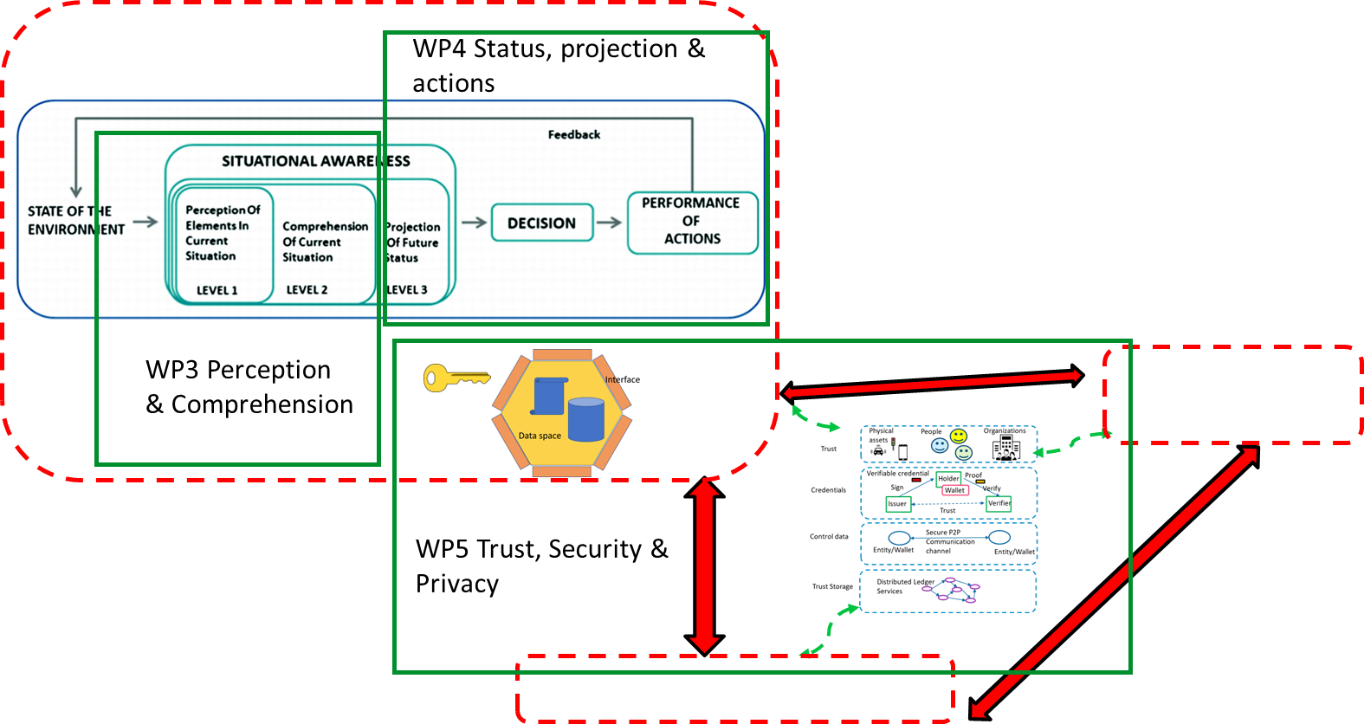 WP4 Status, projection &
actions
Feedback
SITUATIONAL AWARENESS
STATE OF THE
ENVIRONMENT
Perception Of
Elements In
Current
Situation
LEVEL 1
Comprehension
Of Current
Situation
LEVEL 2
Projection
Of Future
Status
LEVEL 3
DECISION
PERFORMANCE
OF
ACTIONS
WP3 Perception
& Comprehension
Interface
Data space
WP5 Trust, Security &
Privacy
Trust
Physical
assets
People
Organizations
Credentials
Verifiable credential
Sign
Holder
Wallet
Proof
Verify
Issuer
Trust
Verifier
Control data
Secure P2P
Communication
channel
Entity/Wallet
Entity/Wallet
Trust Storage
Distributed Ledger
Services